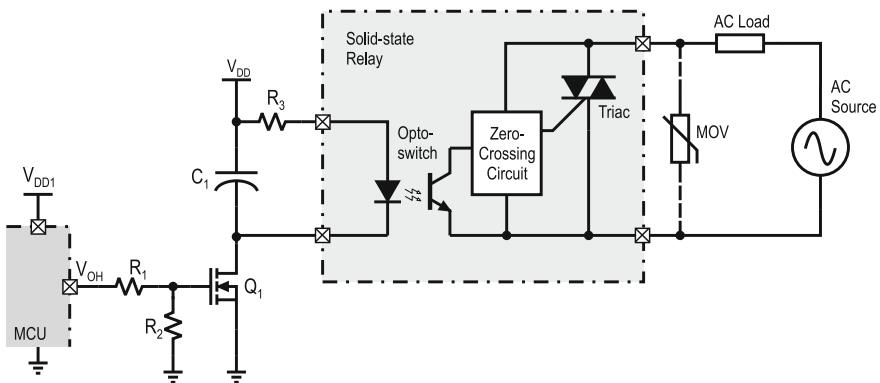 Solid-state
Relay
AC Load
V_DD
R_3
Opto-
switch
Zero-
Crossing
Circuit
Triac
MOV
AC
Source
C_1
V_DD1
V_OH
R_1
Q_1
R_2
MCU